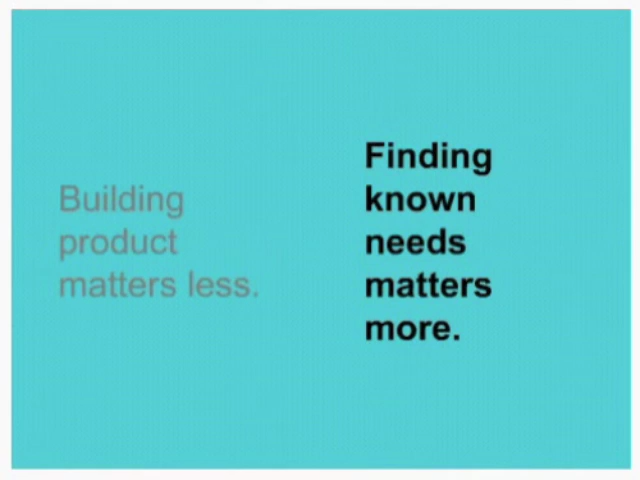 Building
product
matters less.
Finding
known
needs
matters
more.